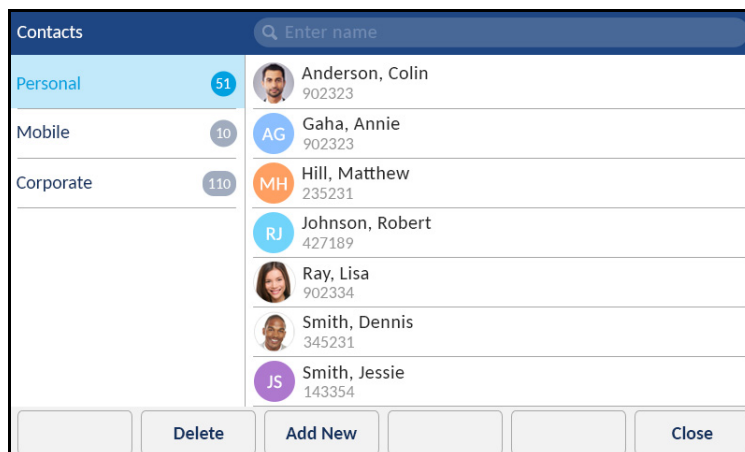 Contacts
Enter name
Personal 51
Mobile 10
Corporate 110
Anderson, Colin
902323
AG
Gaha, Annie
902323
MH
Hill, Matthew
235231
RJ
Johnson, Robert
427189
Ray, Lisa
902334
Smith, Dennis
345231
JS
Smith, Jessie
143354
Delete Add New Close